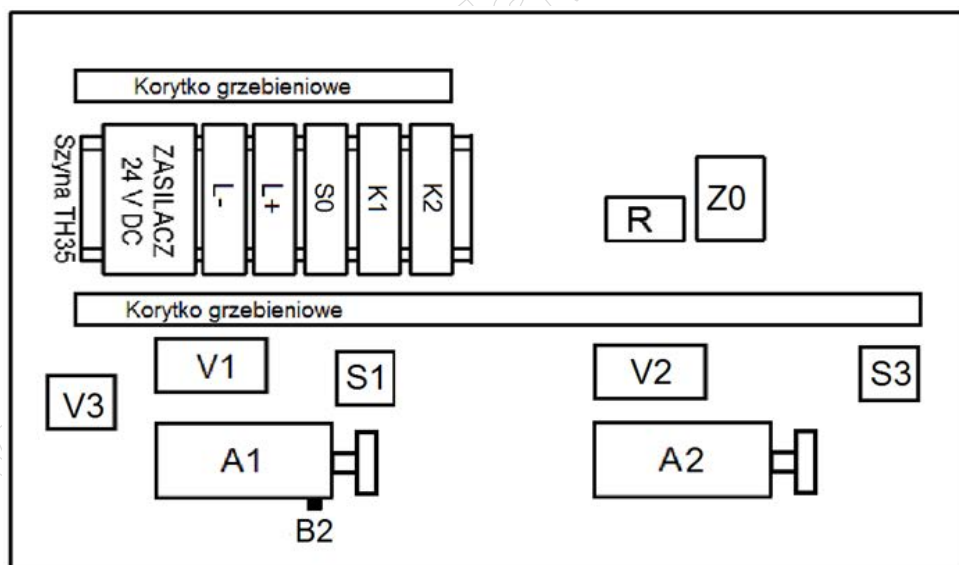 Korytko grzebieniowe
Szyna TH35
ZASILACZ
24 V DC
L-
L+
S0
K1
K2
R
Z0
Korytko grzebieniowe
V1
S1
V2
S3
V3
A1
A2
B2